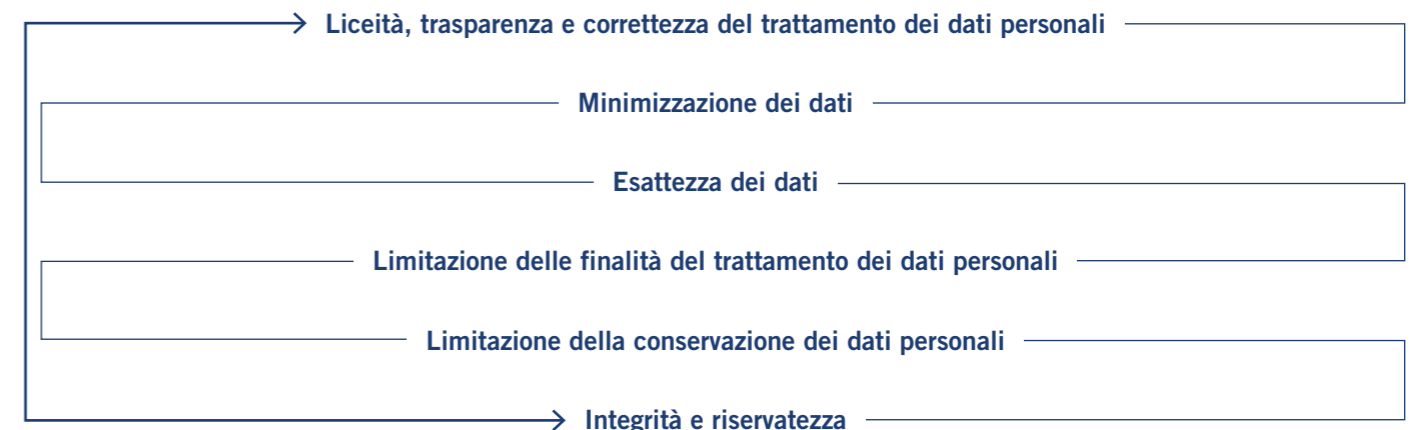 Liceità, trasparenza e correttezza del trattamento dei dati personali
Minimizzazione dei dati
Esattezza dei dati
Limitazione delle finalità del trattamento dei dati personali
Limitazione della conservazione dei dati personali
Integrità e riservatezza